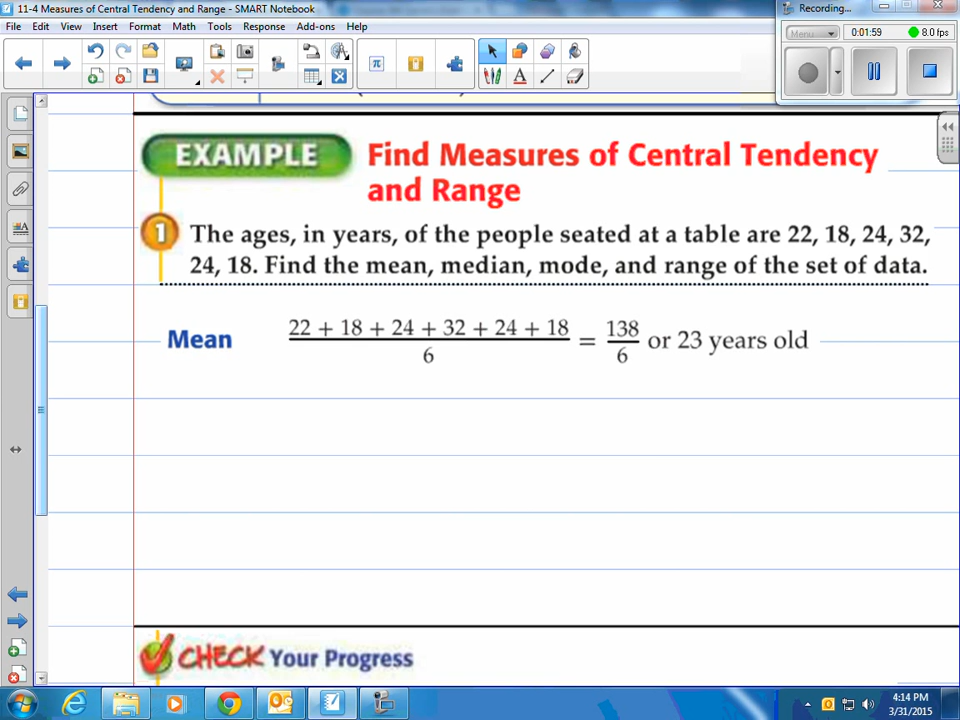 11-4 Measures of Central Tendency and Range - SMART Notebook
Recording...
File Edit View Insert Format Tools Math Response Add-ons Help
Menu 0:01:59 8.0 fps
π
A
EXAMPLE Find Measures of Central Tendency
and Range
1 The ages, in years, of the people seated at a table are 22, 18, 24, 32,
24, 18. Find the mean, median, mode, and range of the set of data.
Mean 22 + 18 + 24 + 32 + 24 + 18 / 6 = 138 / 6 or 23 years old
CHECK Your Progress
4:14 PM
3/31/2015